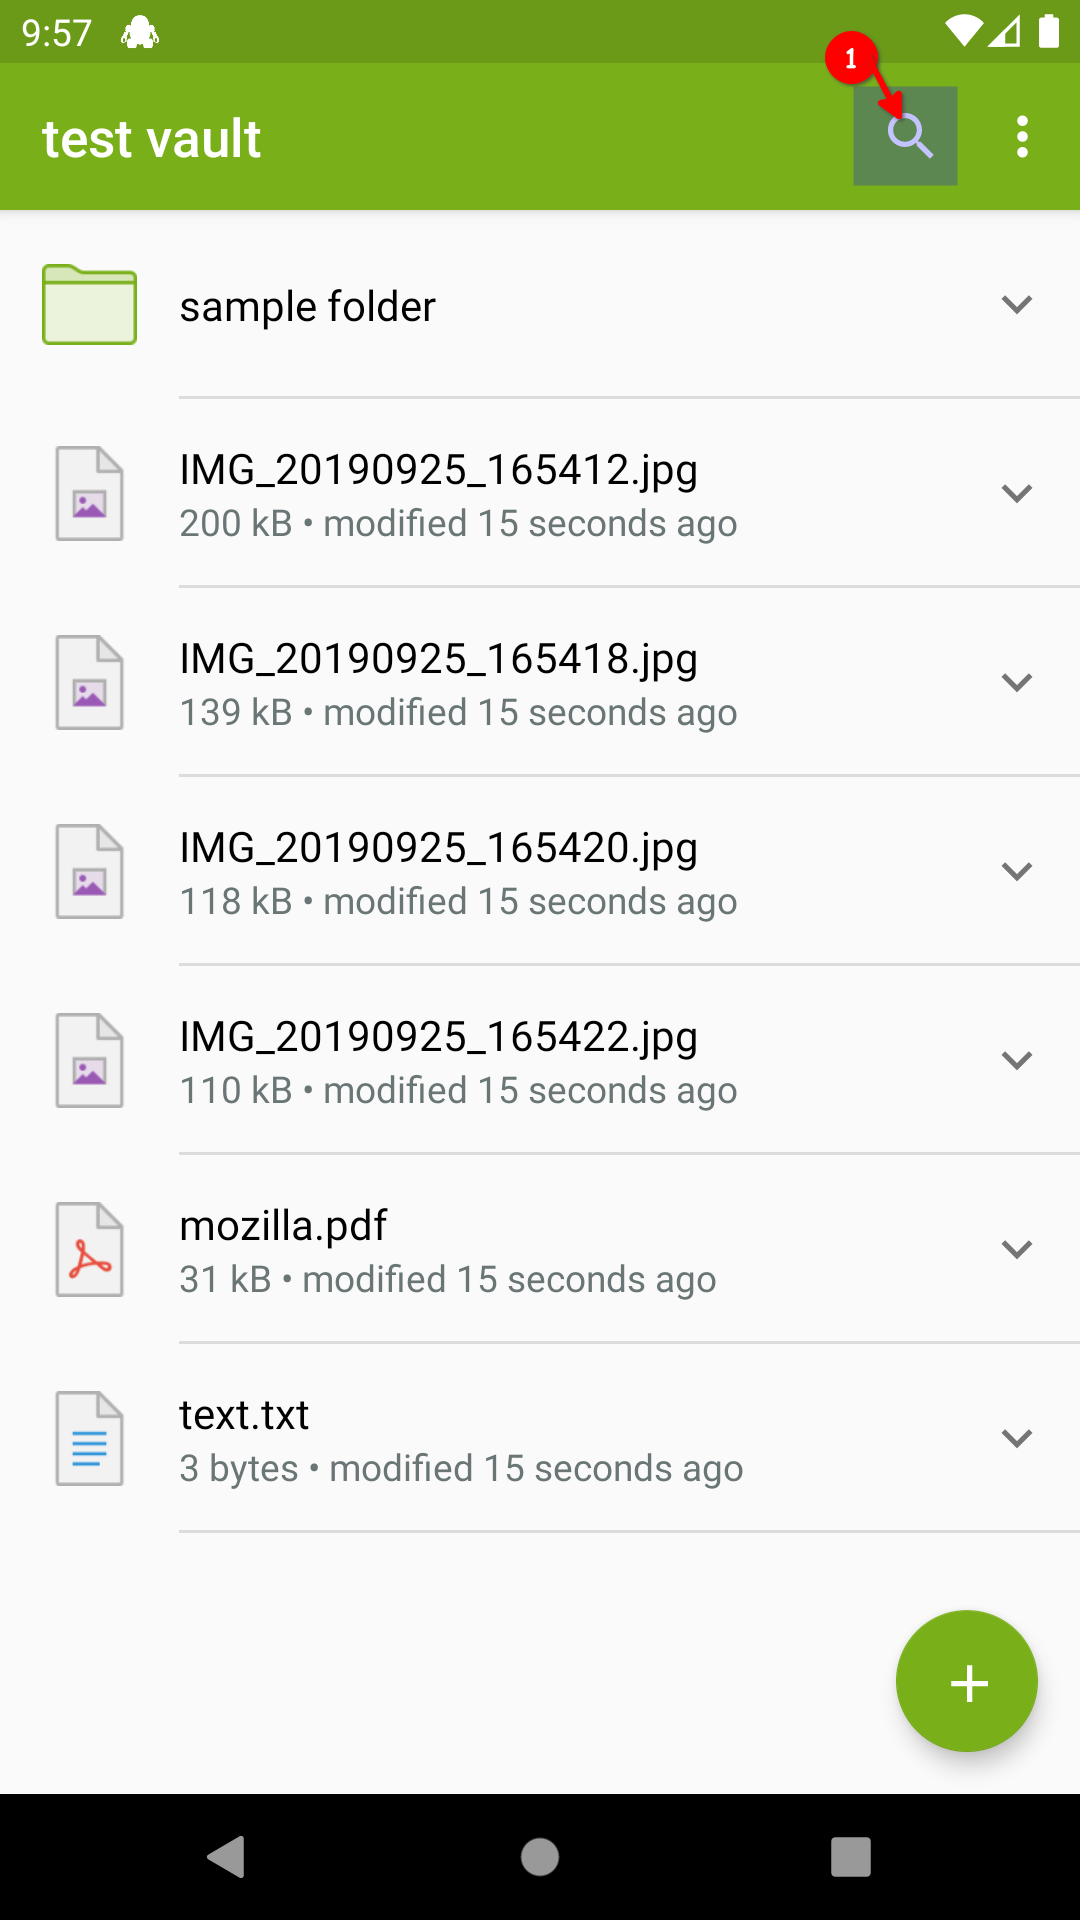 9:57
1
test vault
sample folder
IMG_20190925_165412.jpg
200 kB • modified 15 seconds ago
IMG_20190925_165418.jpg
139 kB • modified 15 seconds ago
IMG_20190925_165420.jpg
118 kB • modified 15 seconds ago
IMG_20190925_165422.jpg
110 kB • modified 15 seconds ago
mozilla.pdf
31 kB • modified 15 seconds ago
text.txt
3 bytes • modified 15 seconds ago